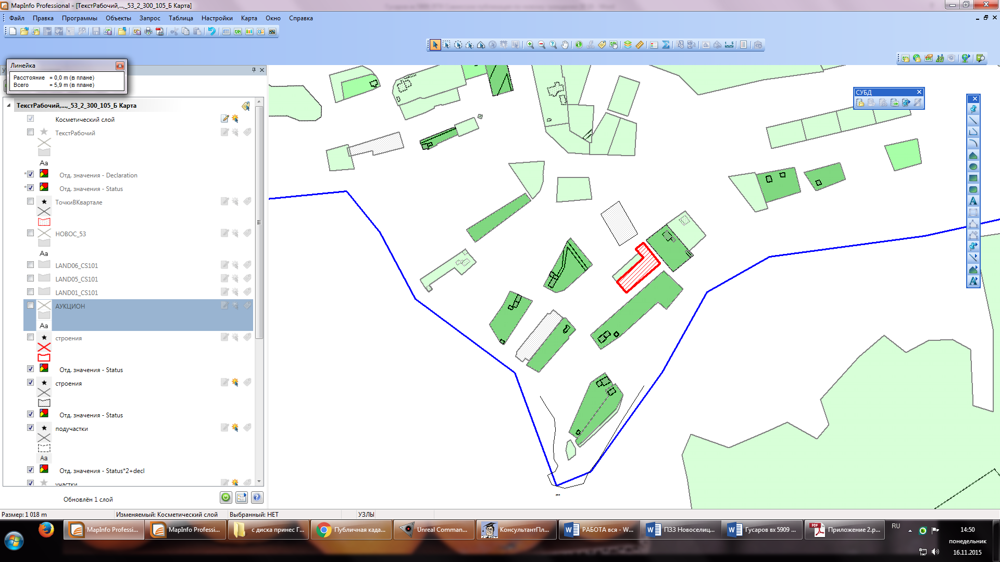 MapInfo Professional - [ТекстРабочий,...,_53_2_300_105_Б Карта]
Файл Правка Программы Объекты Запрос Таблица Настройки Карта Окно Справка
Линейка
Расстояние = 0,0 m (в плане)
Всего = 5,9 m (в плане)
СУБД
ТекстРабочий,...,_53_2_300_105_Б Карта
Косметический слой
ТекстРабочий
Aa
Отд. значения - Declaration
Отд. значения - Status
ТочкиВКвартале
НОВОС_53
Aa
LAND06_CS101
LAND05_CS101
LAND01_CS101
АУКЦИОН
Aa
строения
Отд. значения - Status
строения
Отд. значения - Status
подучастки
Aa
Отд. значения - Status*2+decl
участки
Обновлён 1 слой
Размер: 1 018 m Изменяемый: Косметический слой Выбранный: НЕТ УЗЛЫ
MapInfo Professi...
MapInfo Professi...
с диска принес Г...
Публичная када...
Unreal Comman...
КонсультантПл...
РАБОТА вся - W...
ПЗЗ Новоселиц...
Гусаров вх 5909 ...
Приложение 2.p...
RU
14:50
понедельник
16.11.2015